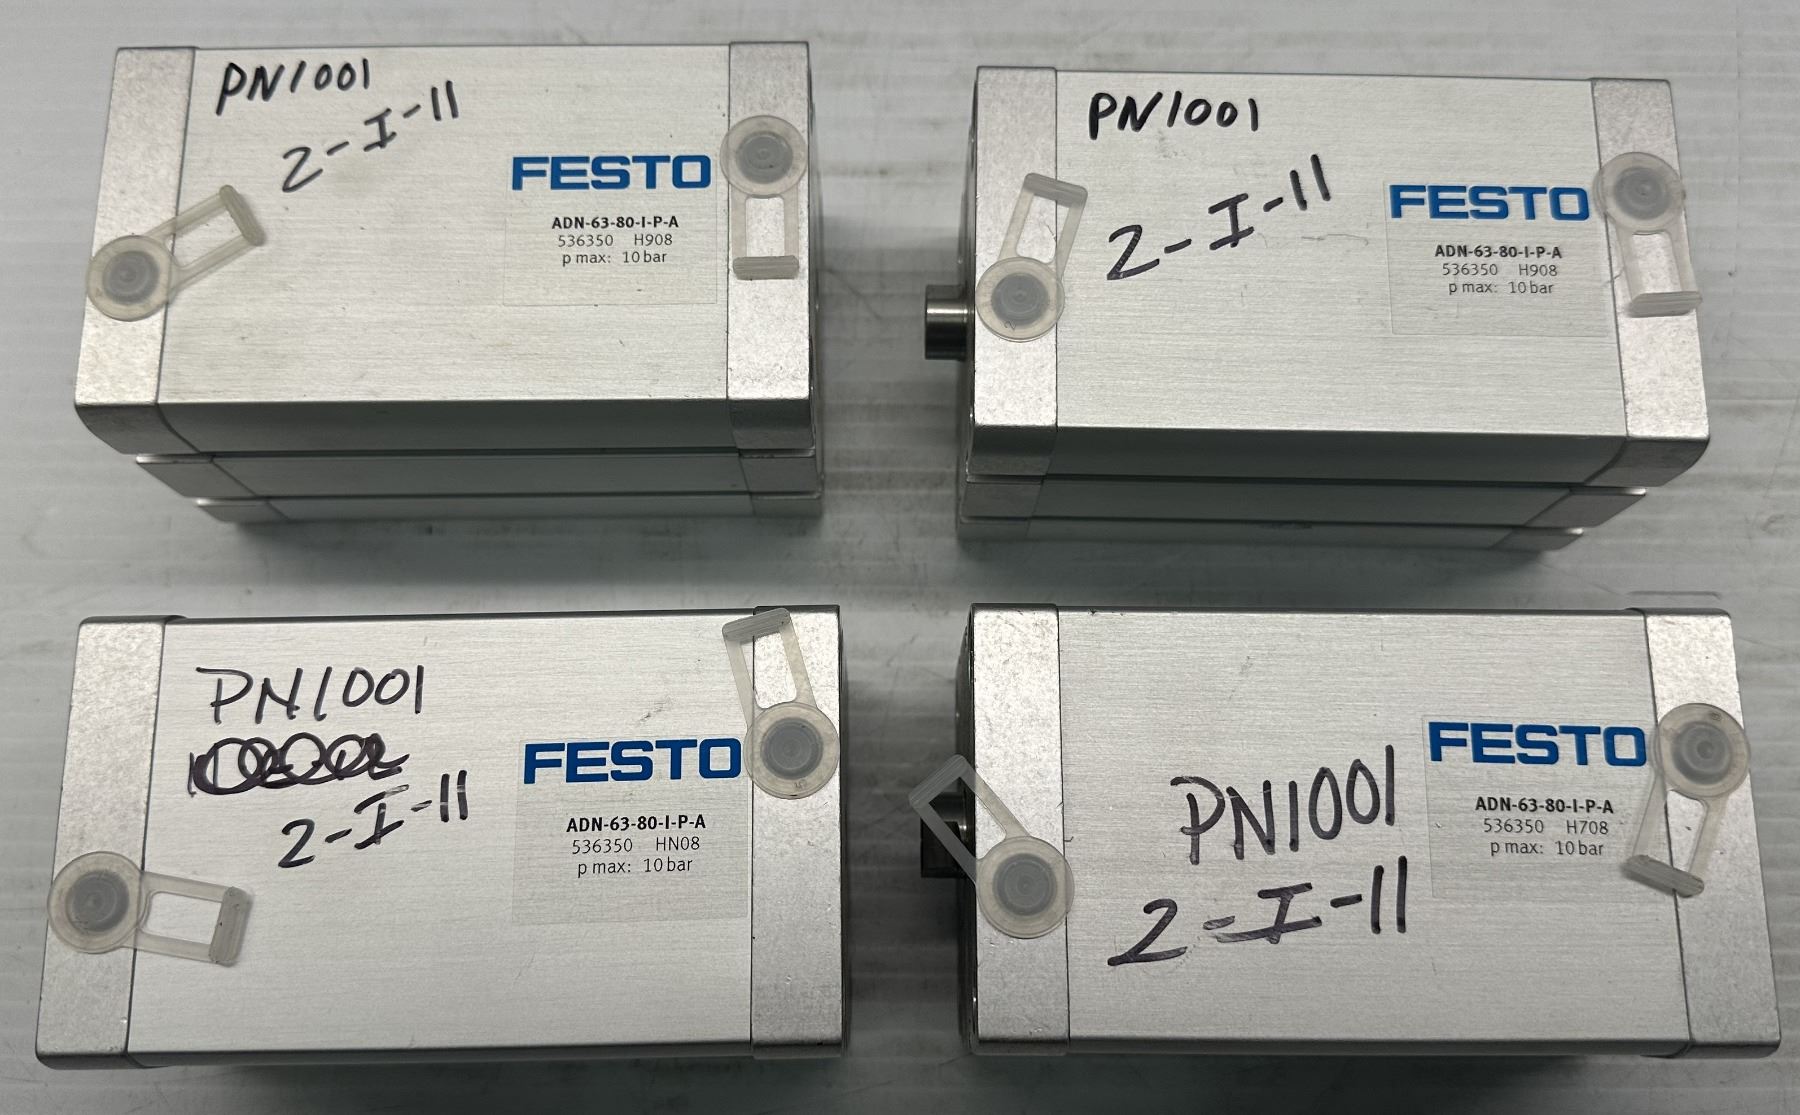 PN1001
2-I-11
FESTO
ADN-63-80-I-P-A
536350 H908
p max: 10 bar
PN1001
2-I-11
FESTO
ADN-63-80-I-P-A
536350 H908
p max: 10 bar
PN1001
2-I-11
FESTO
ADN-63-80-I-P-A
536350 HN08
p max: 10 bar
PN1001
2-I-11
FESTO
ADN-63-80-I-P-A
536350 H708
p max: 10 bar